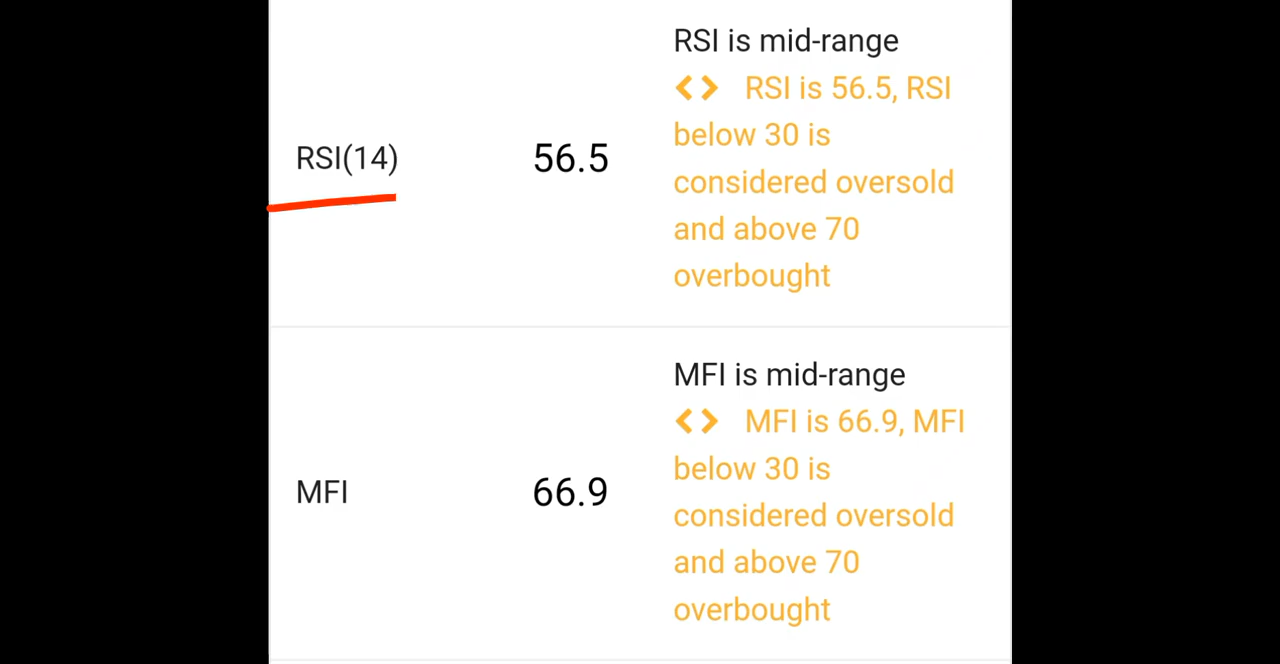 RSI is mid-range
<> RSI is 56.5, RSI
below 30 is
RSI(14) 56.5
considered oversold
and above 70
overbought
MFI is mid-range
<> MFI is 66.9, MFI
below 30 is
MFI 66.9
considered oversold
and above 70
overbought